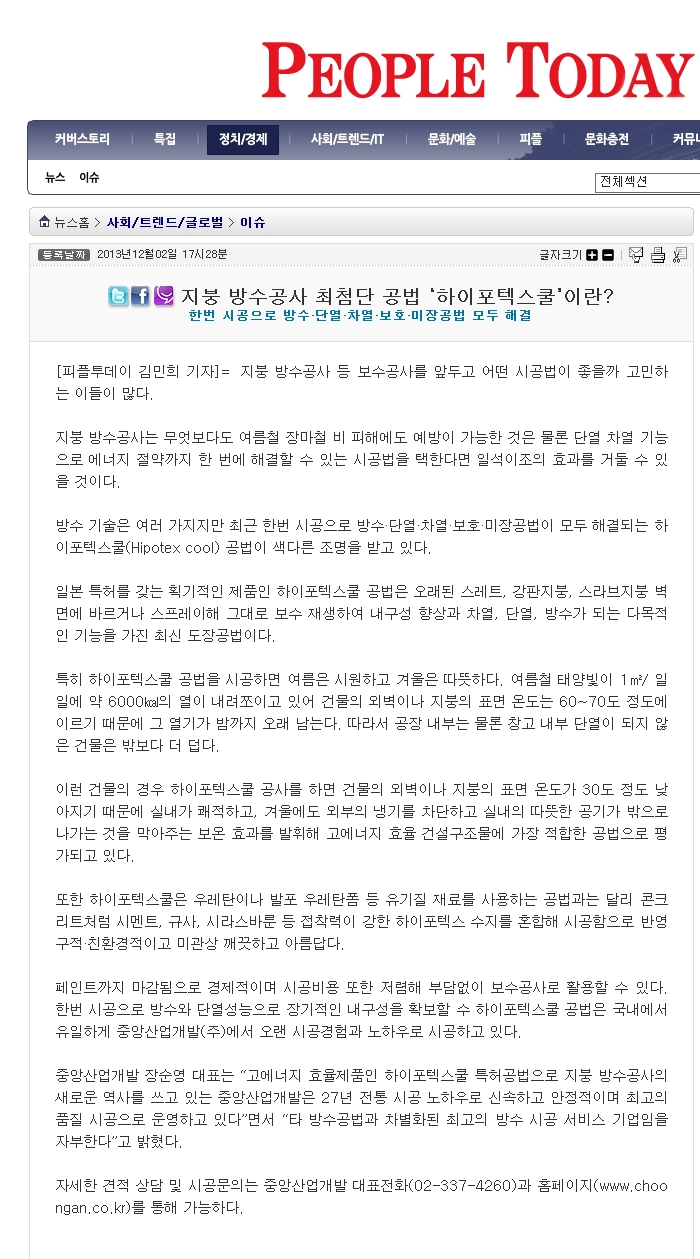 PEOPLE TODAY
커버스토리 특집 정치/경제 사회/트렌드/IT 문화/예술 피플 문화충전 커뮤니
뉴스 이슈
전체섹션
뉴스홈 > 사회/트렌드/글로벌 > 이슈
등록날짜 2013년12월02일 17시28분 글자크기
지붕 방수공사 최첨단 공법 ‘하이포텍스쿨’이란?
한번 시공으로 방수·단열·차열·보호·미장공법 모두 해결
[피플투데이 김민희 기자]= 지붕 방수공사 등 보수공사를 앞두고 어떤 시공법이 좋을까 고민하
는 이들이 많다.
지붕 방수공사는 무엇보다도 여름철 장마철 비 피해에도 예방이 가능한 것은 물론 단열 차열 기능
으로 에너지 절약까지 한 번에 해결할 수 있는 시공법을 택한다면 일석이조의 효과를 거둘 수 있
을 것이다.
방수 기술은 여러 가지지만 최근 한번 시공으로 방수·단열·차열·보호·미장공법이 모두 해결되는 하
이포텍스쿨(Hipotex cool) 공법이 색다른 조명을 받고 있다.
일본 특허를 갖는 획기적인 제품인 하이포텍스쿨 공법은 오래된 스레트, 강판지붕, 스라브지붕 벽
면에 바르거나 스프레이해 그대로 보수 재생하여 내구성 향상과 차열, 단열, 방수가 되는 다목적
인 기능을 가진 최신 도장공법이다.
특히 하이포텍스쿨 공법을 시공하면 여름은 시원하고 겨울은 따뜻하다. 여름철 태양빛이 1㎡/ 일
일에 약 6000㎉의 열이 내려쪼이고 있어 건물의 외벽이나 지붕의 표면 온도는 60~70도 정도에
이르기 때문에 그 열기가 밤까지 오래 남는다. 따라서 공장 내부는 물론 창고 내부 단열이 되지 않
은 건물은 밖보다 더 덥다.
이런 건물의 경우 하이포텍스쿨 공사를 하면 건물의 외벽이나 지붕의 표면 온도가 30도 정도 낮
아지기 때문에 실내가 쾌적하고, 겨울에도 외부의 냉기를 차단하고 실내의 따뜻한 공기가 밖으로
나가는 것을 막아주는 보온 효과를 발휘해 고에너지 효율 건설구조물에 가장 적합한 공법으로 평
가되고 있다.
또한 하이포텍스쿨은 우레탄이나 발포 우레탄폼 등 유기질 재료를 사용하는 공법과는 달리 콘크
리트처럼 시멘트, 규사, 시라스바룬 등 접착력이 강한 하이포텍스 수지를 혼합해 시공함으로 반영
구적·친환경적이고 미관상 깨끗하고 아름답다.
페인트까지 마감됨으로 경제적이며 시공비용 또한 저렴해 부담없이 보수공사로 활용할 수 있다.
한번 시공으로 방수와 단열성능으로 장기적인 내구성을 확보할 수 하이포텍스쿨 공법은 국내에서
유일하게 중앙산업개발(주)에서 오랜 시공경험과 노하우로 시공하고 있다.
중앙산업개발 장순영 대표는 “고에너지 효율제품인 하이포텍스쿨 특허공법으로 지붕 방수공사의
새로운 역사를 쓰고 있는 중앙산업개발은 27년 전통 시공 노하우로 신속하고 안정적이며 최고의
품질 시공으로 운영하고 있다”면서 “타 방수공법과 차별화된 최고의 방수 시공 서비스 기업임을
자부한다”고 밝혔다.
자세한 견적 상담 및 시공문의는 중앙산업개발 대표전화(02-337-4260)과 홈페이지(www.choo
ngan.co.kr)를 통해 가능하다.